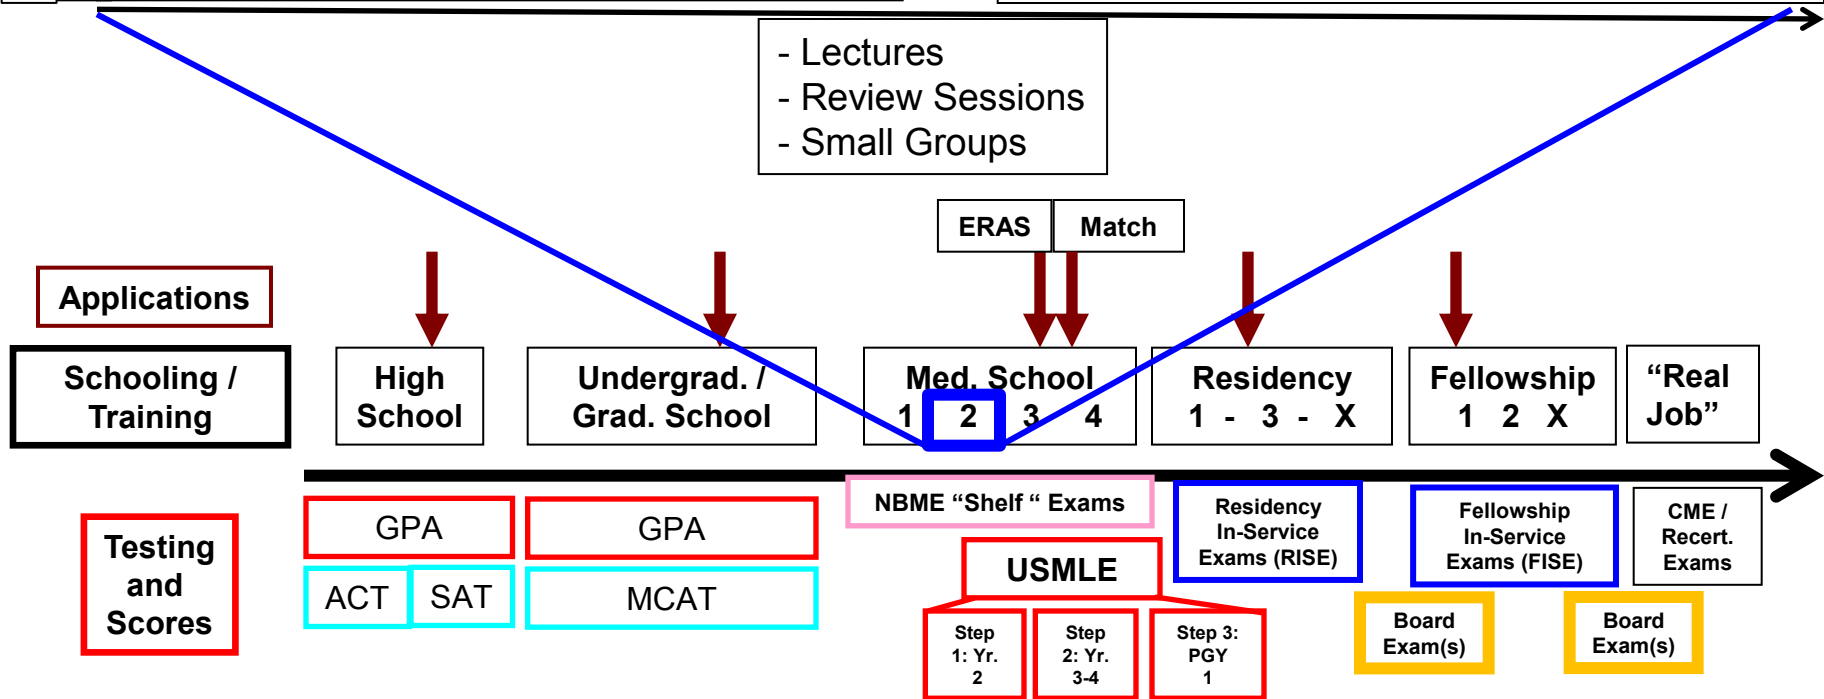 - Lectures
- Review Sessions
- Small Groups
ERAS
Match
Applications
Schooling /
Training
High
School
Undergrad. /
Grad. School
Med. School
1 2 3 4
Residency
1 - 3 - X
Fellowship
1 2 X
“Real
Job”
Testing
and
Scores
GPA
ACT
SAT
GPA
MCAT
NBME “Shelf “ Exams
USMLE
Step
1: Yr.
2
Step
2: Yr.
3-4
Step 3:
PGY
1
Residency
In-Service
Exams (RISE)
Board
Exam(s)
Fellowship
In-Service
Exams (FISE)
Board
Exam(s)
CME /
Recert.
Exams